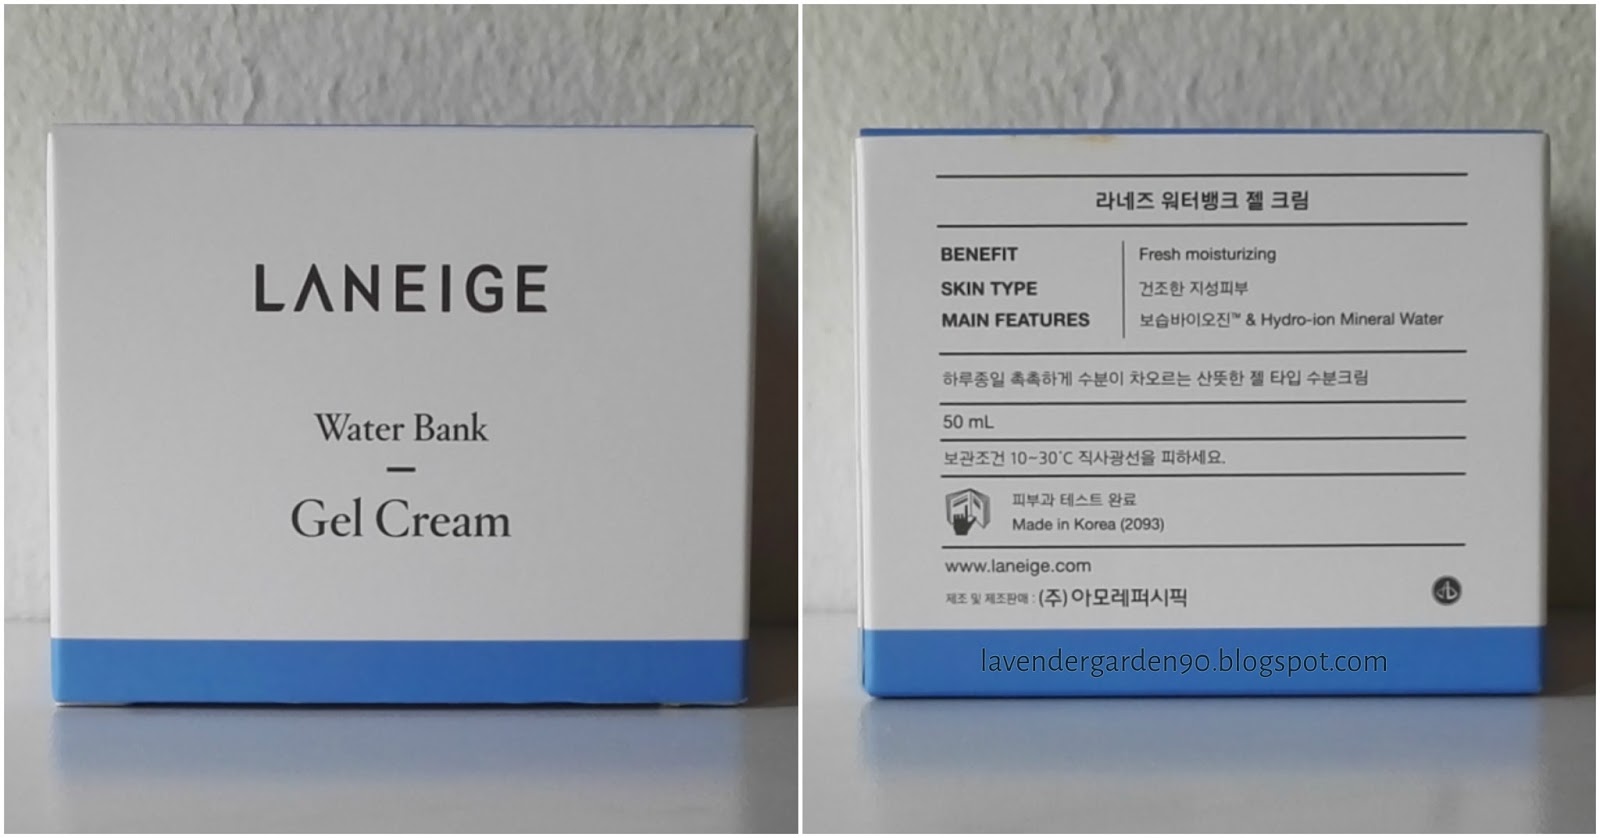 LANEIGE
Water Bank
Gel Cream
라네즈 워터뱅크 젤 크림
BENEFIT Fresh moisturizing
SKIN TYPE 건조한 지성피부
MAIN FEATURES 보습바이오진™ & Hydro-ion Mineral Water
하루종일 촉촉하게 수분이 차오르는 산뜻한 젤 타입 수분크림
50 mL
보관조건 10~30˚C 직사광선을 피하세요.
피부과 테스트 완료
Made in Korea (2093)
www.laneige.com
제조 및 제조판매 : (주)아모레퍼시픽
lavendergarden90.blogspot.com